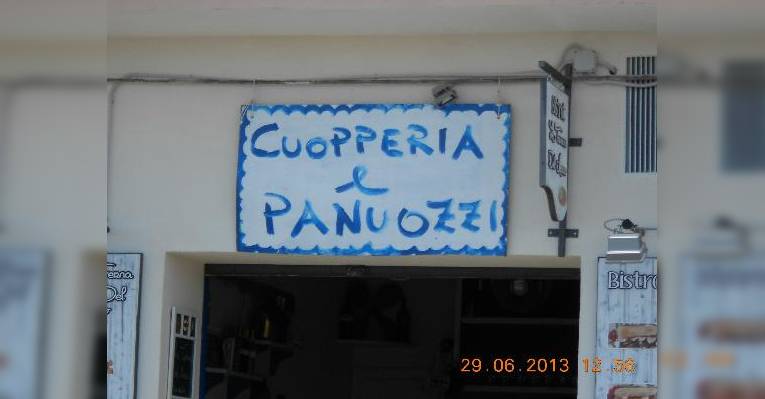 CUOPPERIA
e
PANUOZZI
Bistro
29.06.2013 12:56